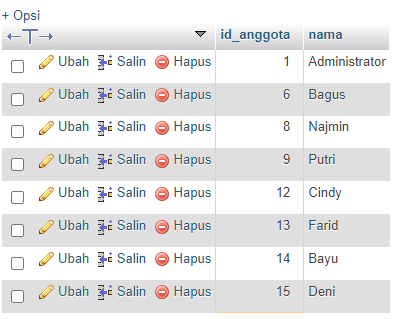 + Opsi
id_anggota nama
Ubah Salin Hapus 1 Administrator
Ubah Salin Hapus 6 Bagus
Ubah Salin Hapus 8 Najmin
Ubah Salin Hapus 9 Putri
Ubah Salin Hapus 12 Cindy
Ubah Salin Hapus 13 Farid
Ubah Salin Hapus 14 Bayu
Ubah Salin Hapus 15 Deni